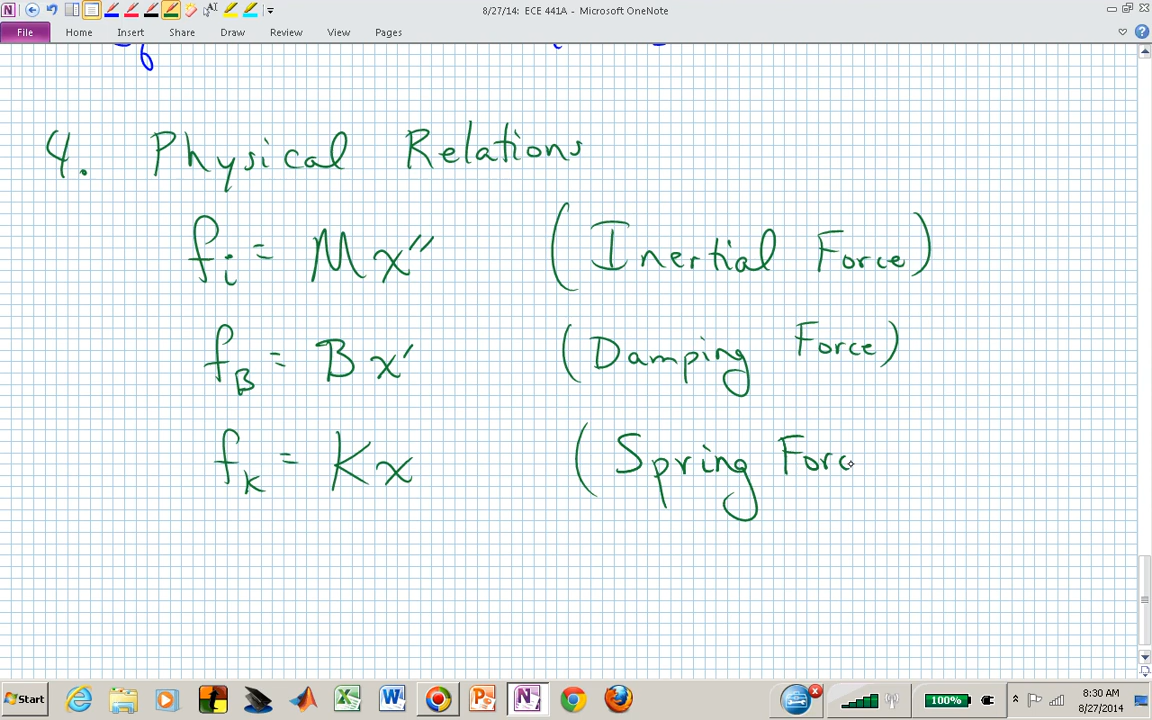 8/27/14: ECE 441A - Microsoft OneNote
File Home Insert Share Draw Review View Pages
4. Physical Relations
fi = Mx″ (Inertial Force)
fB = Bx′ (Damping Force)
fk = Kx (Spring Forc
Start
100%
8:30 AM
8/27/2014